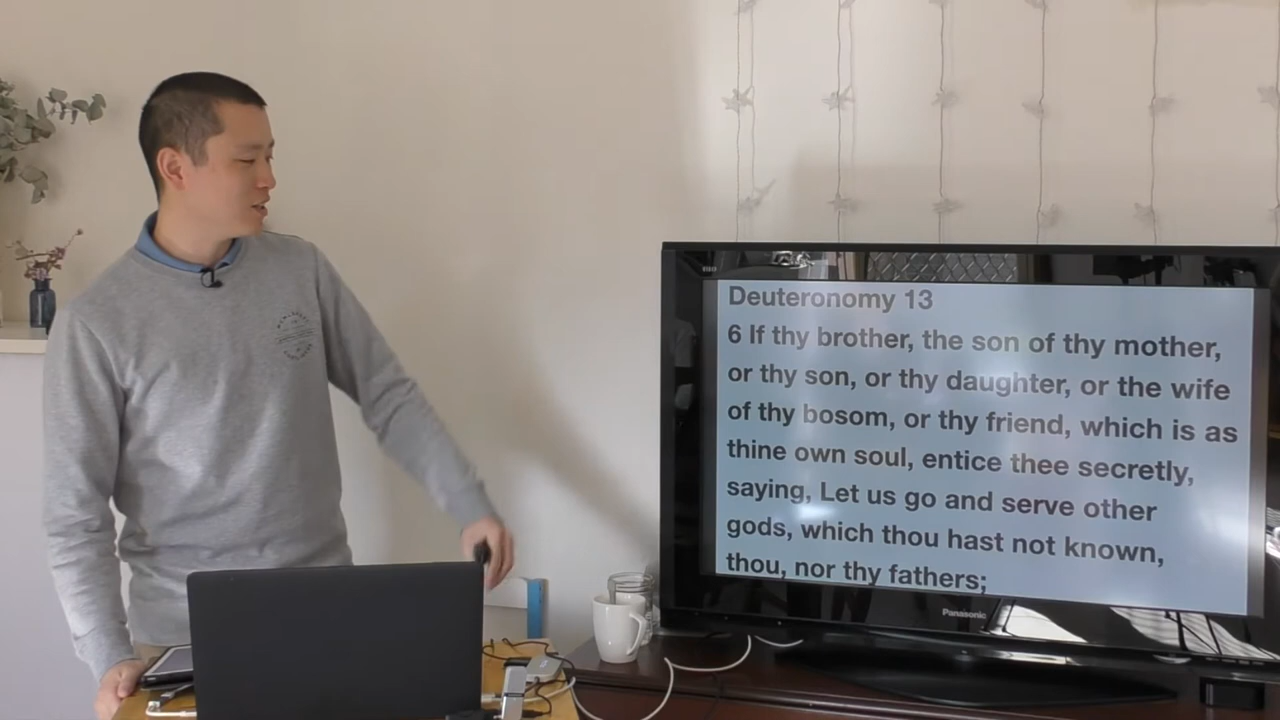 Deuteronomy 13
6 If thy brother, the son of thy mother,
or thy son, or thy daughter, or the wife
of thy bosom, or thy friend, which is as
thine own soul, entice thee secretly,
saying, Let us go and serve other
gods, which thou hast not known,
thou, nor thy fathers;
Panasonic